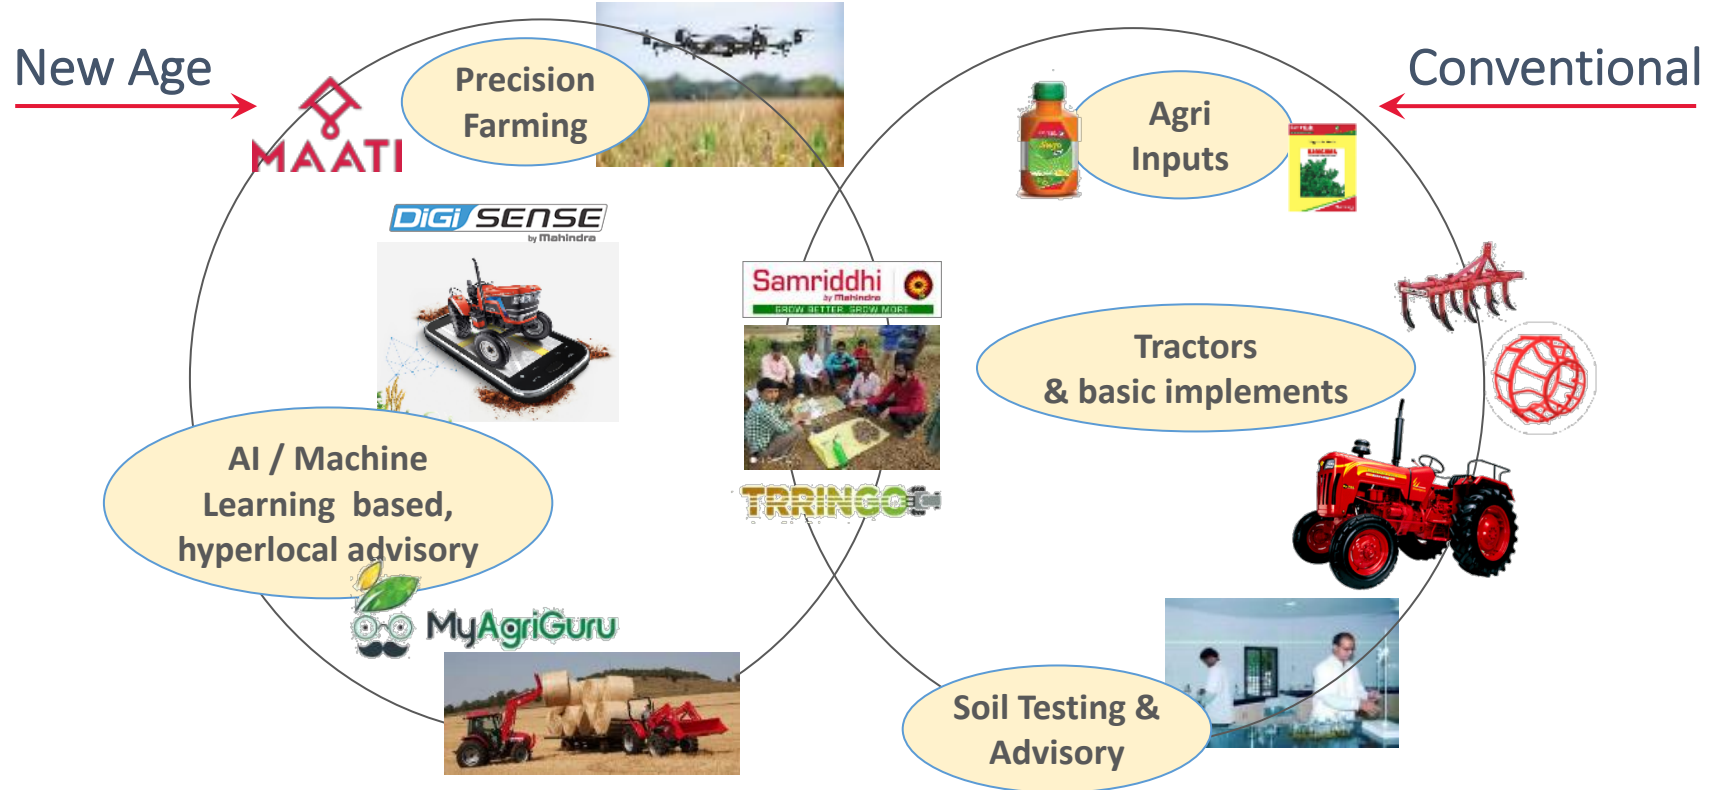 New Age
Conventional
Precision
Farming
MAATI
Agri
Inputs
DiGi SENSE
by Mahindra
Samriddhi
by Mahindra
GROW BETTER. GROW MORE.
Tractors
& basic implements
AI / Machine
Learning based,
hyperlocal advisory
TRRINGO
MyAgriGuru
Soil Testing &
Advisory